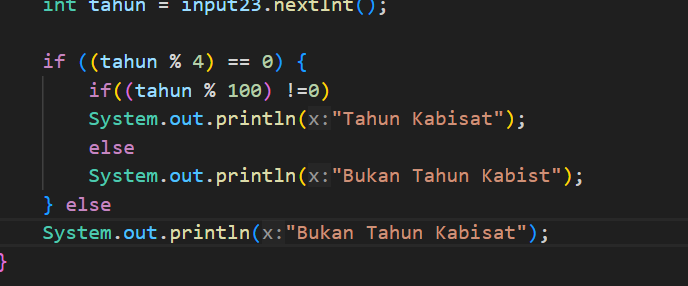 int tahun = input23.nextInt();
if ((tahun % 4) == 0) {
if((tahun % 100) !=0)
System.out.println(x:"Tahun Kabisat");
else
System.out.println(x:"Bukan Tahun Kabist");
} else
System.out.println(x:"Bukan Tahun Kabisat");
}